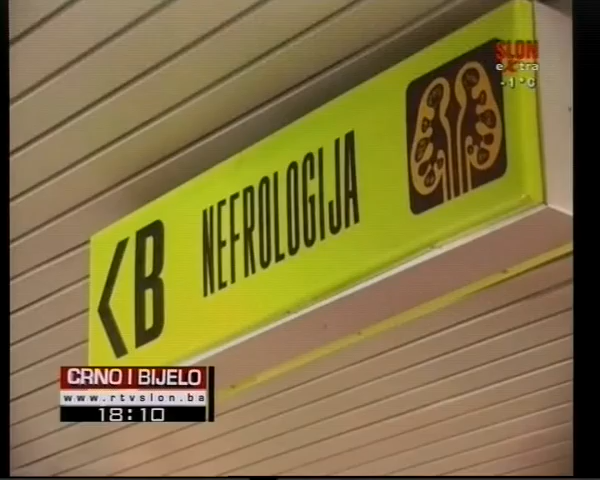 SLON
extra
-1°C
<B NEFROLOGIJA
CRNO I BIJELO
www.rtvslon.ba
18:10